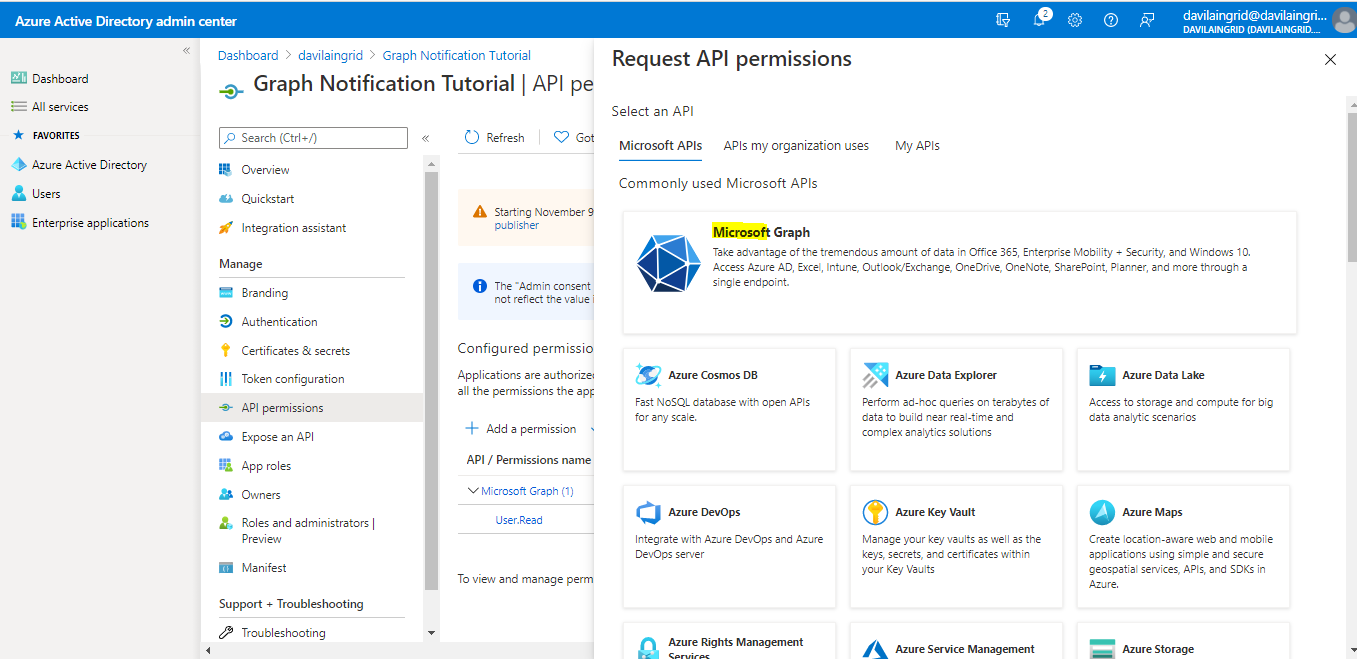 Azure Active Directory admin center
2
davilaingrid@davilaingri...
DAVILAINGRID (DAVILAINGRID....
«
Dashboard
All services
FAVORITES
Azure Active Directory
Users
Enterprise applications
Dashboard > davilaingrid > Graph Notification Tutorial
Graph Notification Tutorial | API pe
Search (Ctrl+/)
«
Overview
Quickstart
Integration assistant
Manage
Branding
Authentication
Certificates & secrets
Token configuration
API permissions
Expose an API
App roles
Owners
Roles and administrators |
Preview
Manifest
Support + Troubleshooting
Troubleshooting
Refresh
Got
Starting November 9
publisher
The "Admin consent
not reflect the value i
Configured permissio
Applications are authorize
all the permissions the app
Add a permission
API / Permissions name
Microsoft Graph (1)
User.Read
To view and manage perm
Request API permissions
Select an API
Microsoft APIs APIs my organization uses My APIs
Commonly used Microsoft APIs
Microsoft Graph
Take advantage of the tremendous amount of data in Office 365, Enterprise Mobility + Security, and Windows 10.
Access Azure AD, Excel, Intune, Outlook/Exchange, OneDrive, OneNote, SharePoint, Planner, and more through a
single endpoint.
Azure Cosmos DB
Fast NoSQL database with open APIs
for any scale.
Azure Data Explorer
Perform ad-hoc queries on terabytes of
data to build near real-time and
complex analytics solutions
Azure Data Lake
Access to storage and compute for big
data analytic scenarios
Azure DevOps
Integrate with Azure DevOps and Azure
DevOps server
Azure Key Vault
Manage your key vaults as well as the
keys, secrets, and certificates within
your Key Vaults
Azure Maps
Create location-aware web and mobile
applications using simple and secure
geospatial services, APIs, and SDKs in
Azure.
Azure Rights Management
Services
Azure Service Management
Azure Storage